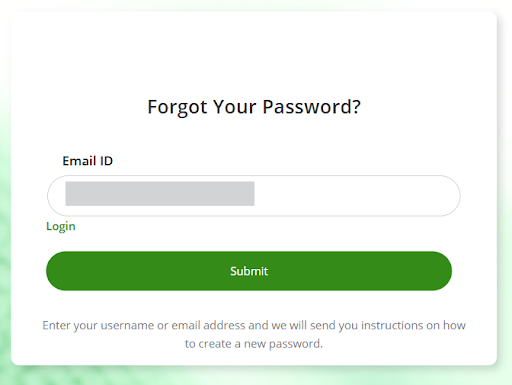 Forgot Your Password?
Email ID
Login
Submit
Enter your username or email address and we will send you instructions on how
to create a new password.